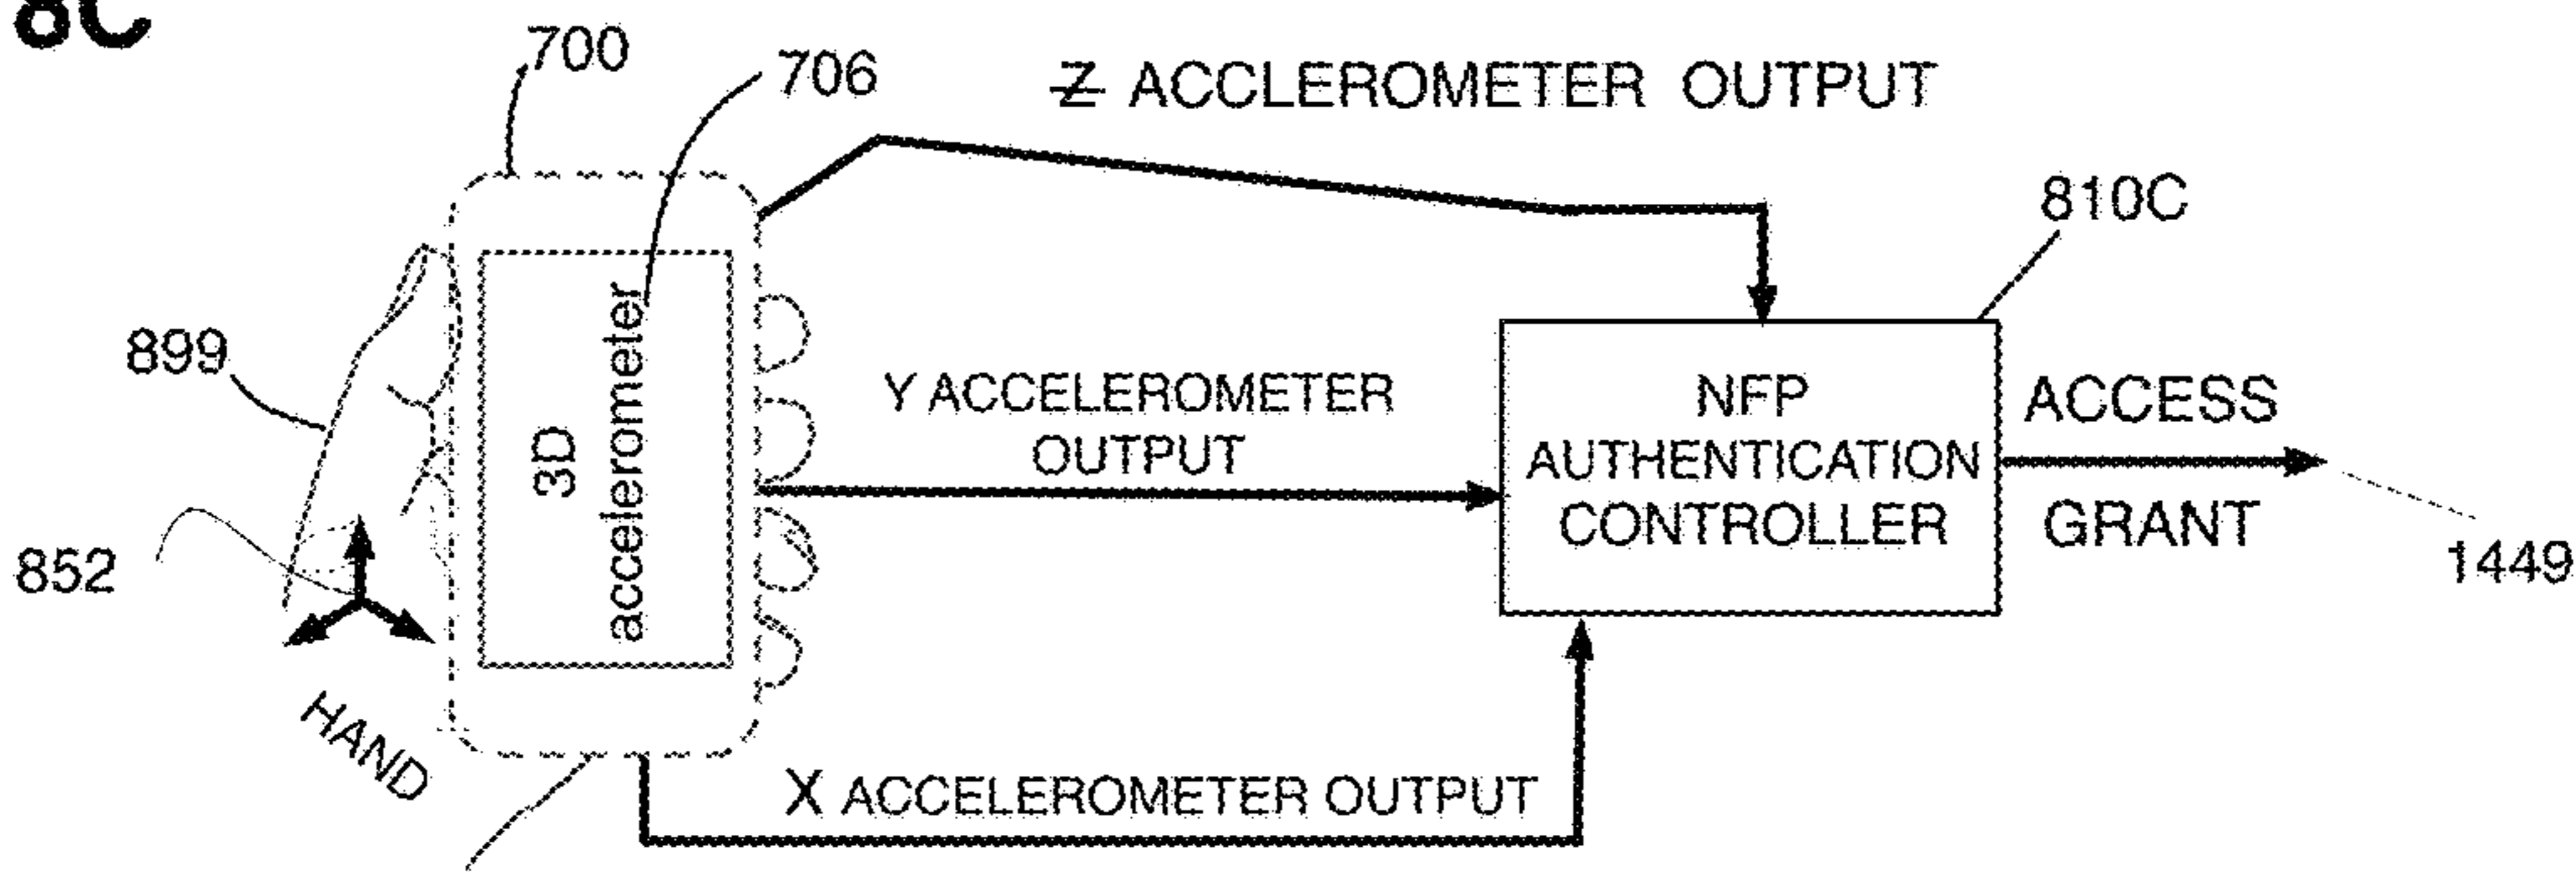 8C
700
706
Z ACCLEROMETER OUTPUT
810C
899
3D
accelerometer
Y ACCELEROMETER
OUTPUT
NFP
AUTHENTICATION
CONTROLLER
ACCESS
GRANT
852
1449
HAND
X ACCELEROMETER OUTPUT